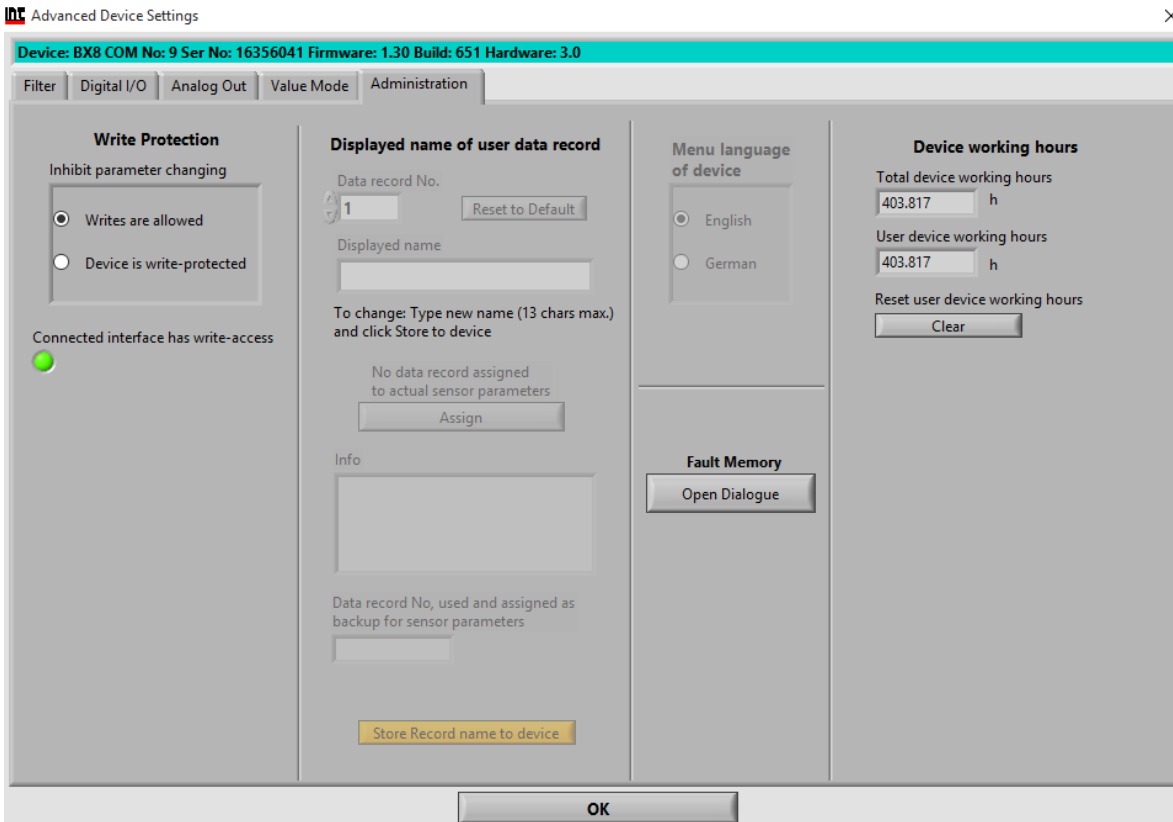 Advanced Device Settings
Device: BX8 COM No: 9 Ser No: 16356041 Firmware: 1.30 Build: 651 Hardware: 3.0
Filter
Digital I/O
Analog Out
Value Mode
Administration
Write Protection
Inhibit parameter changing
Writes are allowed
Device is write-protected
Connected interface has write-access
Displayed name of user data record
Data record No.
1
Reset to Default
Displayed name
To change: Type new name (13 chars max.)
and click Store to device
No data record assigned
to actual sensor parameters
Assign
Info
Data record No, used and assigned as
backup for sensor parameters
Store Record name to device
Menu language
of device
English
German
Fault Memory
Open Dialogue
Device working hours
Total device working hours
403.817 h
User device working hours
403.817 h
Reset user device working hours
Clear
OK